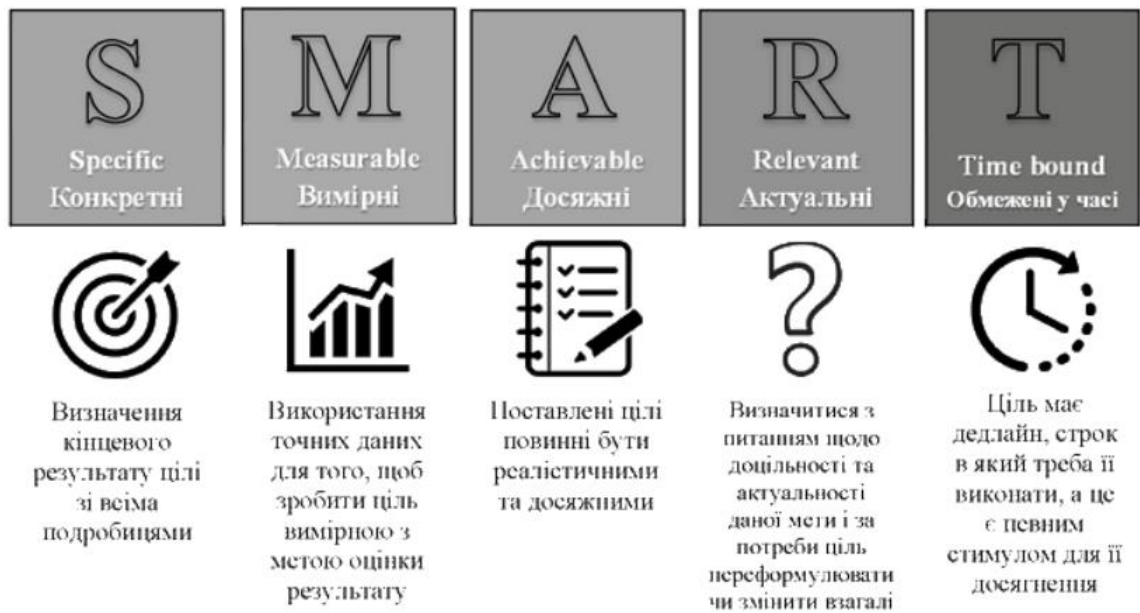 S
Specific
Конкретні
M
Measurable
Вимірні
A
Achievable
Досяжні
R
Relevant
Актуальні
T
Time bound
Обмежені у часі
Визначення
кінцевого
результату цілі
зі всіма
подробицями
Використання
точних даних
для того, щоб
зробити ціль
вимірною з
метою оцінки
результату
Поставлені цілі
повинні бути
реалістичними
та досяжними
?
Визначитися з
питанням щодо
доцільності та
актуальності
даної мети і за
потреби ціль
переформулювати
чи змінити взагалі
Ціль має
дедлайн, строк
в який треба її
виконати, а це
є певним
стимулом для її
досягнення